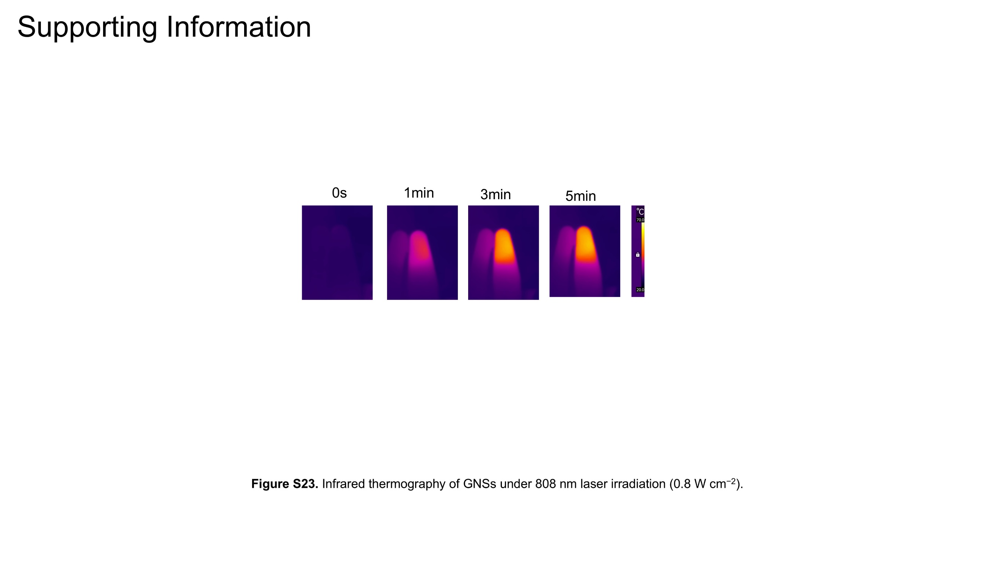 Supporting Information
0s
1min
3min
5min
°C
70.0
20.0
Figure S23. Infrared thermography of GNSs under 808 nm laser irradiation (0.8 W cm⁻²).